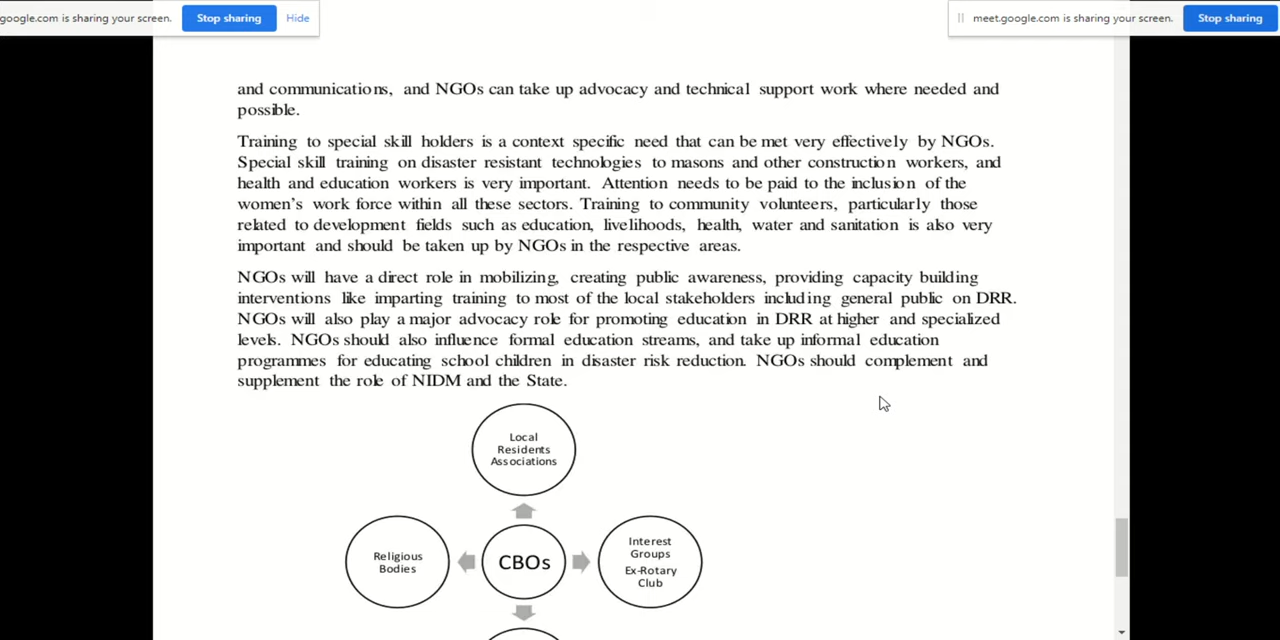 google.com is sharing your screen. Stop sharing Hide
meet.google.com is sharing your screen. Stop sharing
and communications, and NGOs can take up advocacy and technical support work where needed and
possible.
Training to special skill holders is a context specific need that can be met very effectively by NGOs.
Special skill training on disaster resistant technologies to masons and other construction workers, and
health and education workers is very important. Attention needs to be paid to the inclusion of the
women's work force within all these sectors. Training to community volunteers, particularly those
related to development fields such as education, livelihoods, health, water and sanitation is also very
important and should be taken up by NGOs in the respective areas.
NGOs will have a direct role in mobilizing, creating public awareness, providing capacity building
interventions like imparting training to most of the local stakeholders including general public on DRR.
NGOs will also play a major advocacy role for promoting education in DRR at higher and specialized
levels. NGOs should also influence formal education streams, and take up informal education
programmes for educating school children in disaster risk reduction. NGOs should complement and
supplement the role of NIDM and the State.
Local
Residents
Associations
Religious
Bodies
CBOs
Interest
Groups
Ex-Rotary
Club